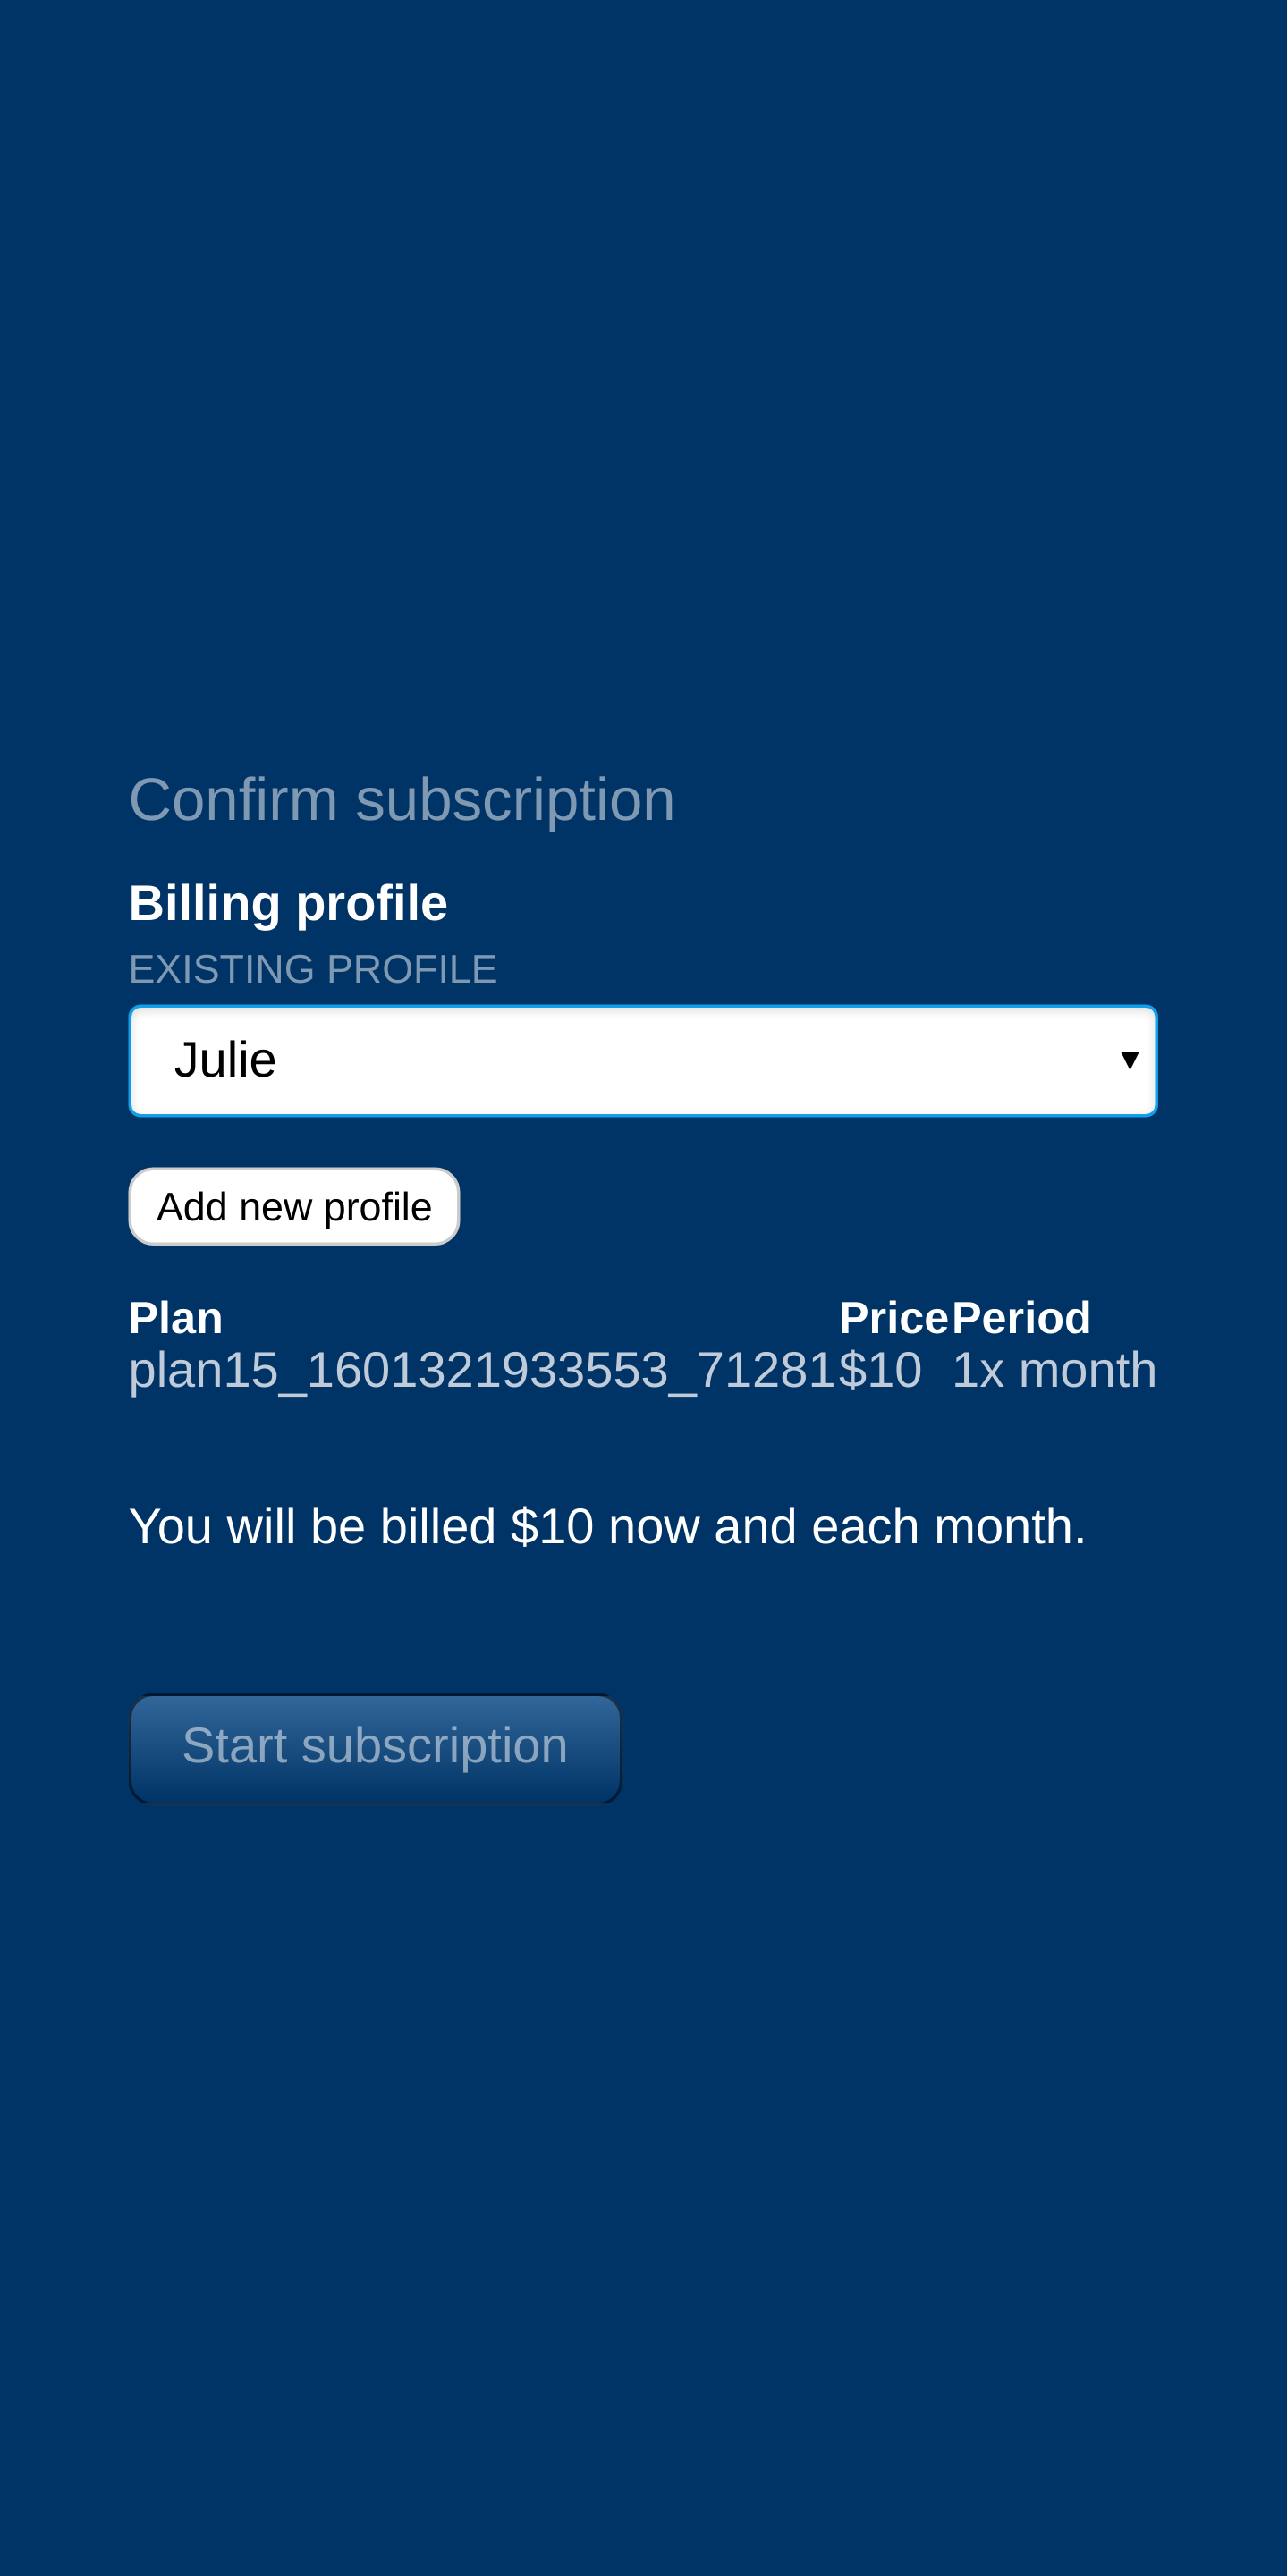 Confirm subscription
Billing profile
EXISTING PROFILE
Julie
Add new profile
Plan Price Period
plan15_1601321933553_71281 $10 1x month
You will be billed $10 now and each month.
Start subscription